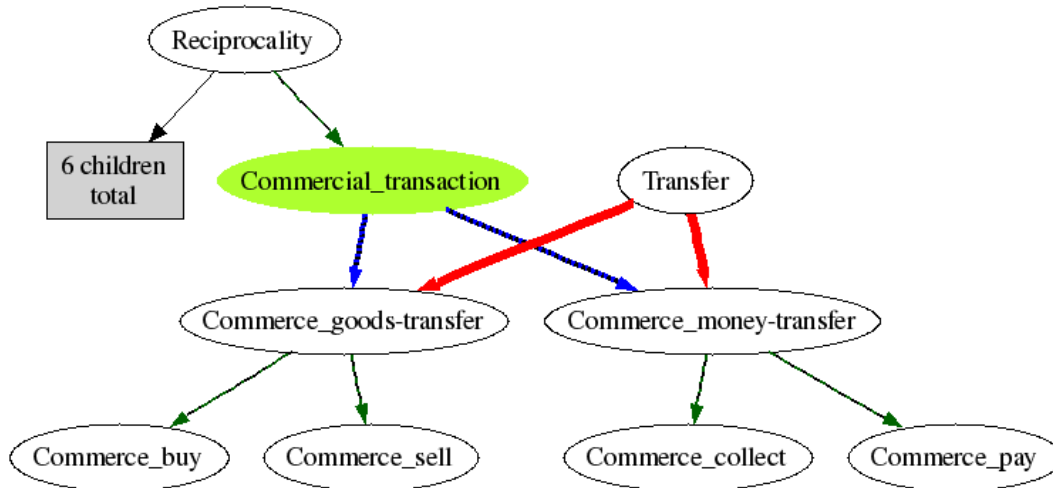 Reciprocality
6 children
total
Commercial_transaction
Transfer
Commerce_goods-transfer
Commerce_money-transfer
Commerce_buy
Commerce_sell
Commerce_collect
Commerce_pay